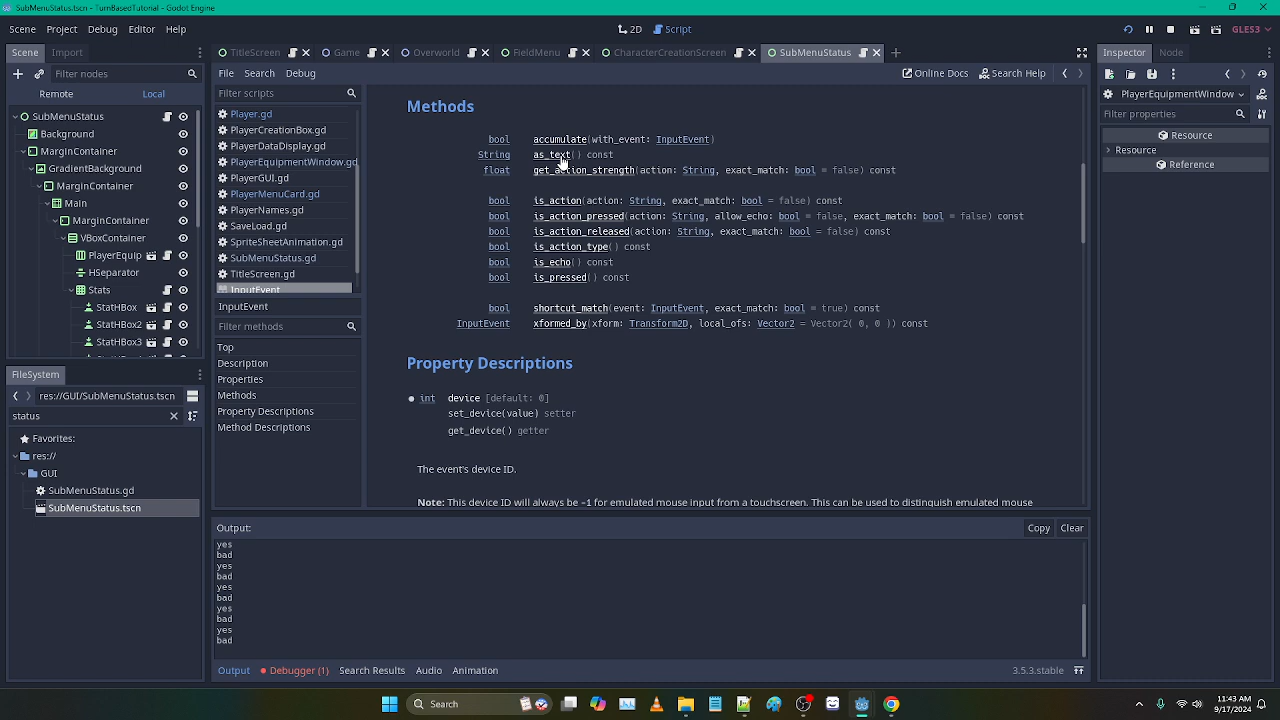 SubMenuStatus.tscn - TurnBasedTutorial - Godot Engine
Scene Project Debug Editor Help
2D Script
GLES3
Scene Import
TitleScreen Game Overworld FieldMenu CharacterCreationScreen SubMenuStatus
Inspector Node
Filter nodes
File Search Debug
Online Docs Search Help
Remote Local
Filter scripts
PlayerEquipmentWindow
Filter properties
Resource
Resource
Reference
SubMenuStatus
Background
MarginContainer
GradientBackground
MarginContainer
Main
MarginContainer
VBoxContainer
PlayerEquip
HSeparator
Stats
StatHBox
StatHBox2
StatHBox3
Player.gd
PlayerCreationBox.gd
PlayerDataDisplay.gd
PlayerEquipmentWindow.gd
PlayerGUI.gd
PlayerMenuCard.gd
PlayerNames.gd
SaveLoad.gd
SpriteSheetAnimation.gd
SubMenuStatus.gd
TitleScreen.gd
InputEvent
InputEvent
Filter methods
Top
Description
Properties
Methods
Property Descriptions
Method Descriptions
Methods
bool accumulate(with_event: InputEvent)
String as_text() const
float get_action_strength(action: String, exact_match: bool = false) const
bool is_action(action: String, exact_match: bool = false) const
bool is_action_pressed(action: String, allow_echo: bool = false, exact_match: bool = false) const
bool is_action_released(action: String, exact_match: bool = false) const
bool is_action_type() const
bool is_echo() const
bool is_pressed() const
bool shortcut_match(event: InputEvent, exact_match: bool = true) const
InputEvent xformed_by(xform: Transform2D, local_ofs: Vector2 = Vector2( 0, 0 )) const
Property Descriptions
int device [default: 0]
set_device(value) setter
get_device() getter
The event's device ID.
Note: This device ID will always be -1 for emulated mouse input from a touchscreen. This can be used to distinguish emulated mouse
FileSystem
res://GUI/SubMenuStatus.tscn
status
Favorites:
res://
GUI
SubMenuStatus.gd
SubMenuStatus.tscn
Output:
Copy Clear
yes
bad
yes
bad
yes
bad
yes
bad
yes
bad
Output Debugger (1) Search Results Audio Animation
3.5.3.stable
Search
11:43 AM
9/17/2024